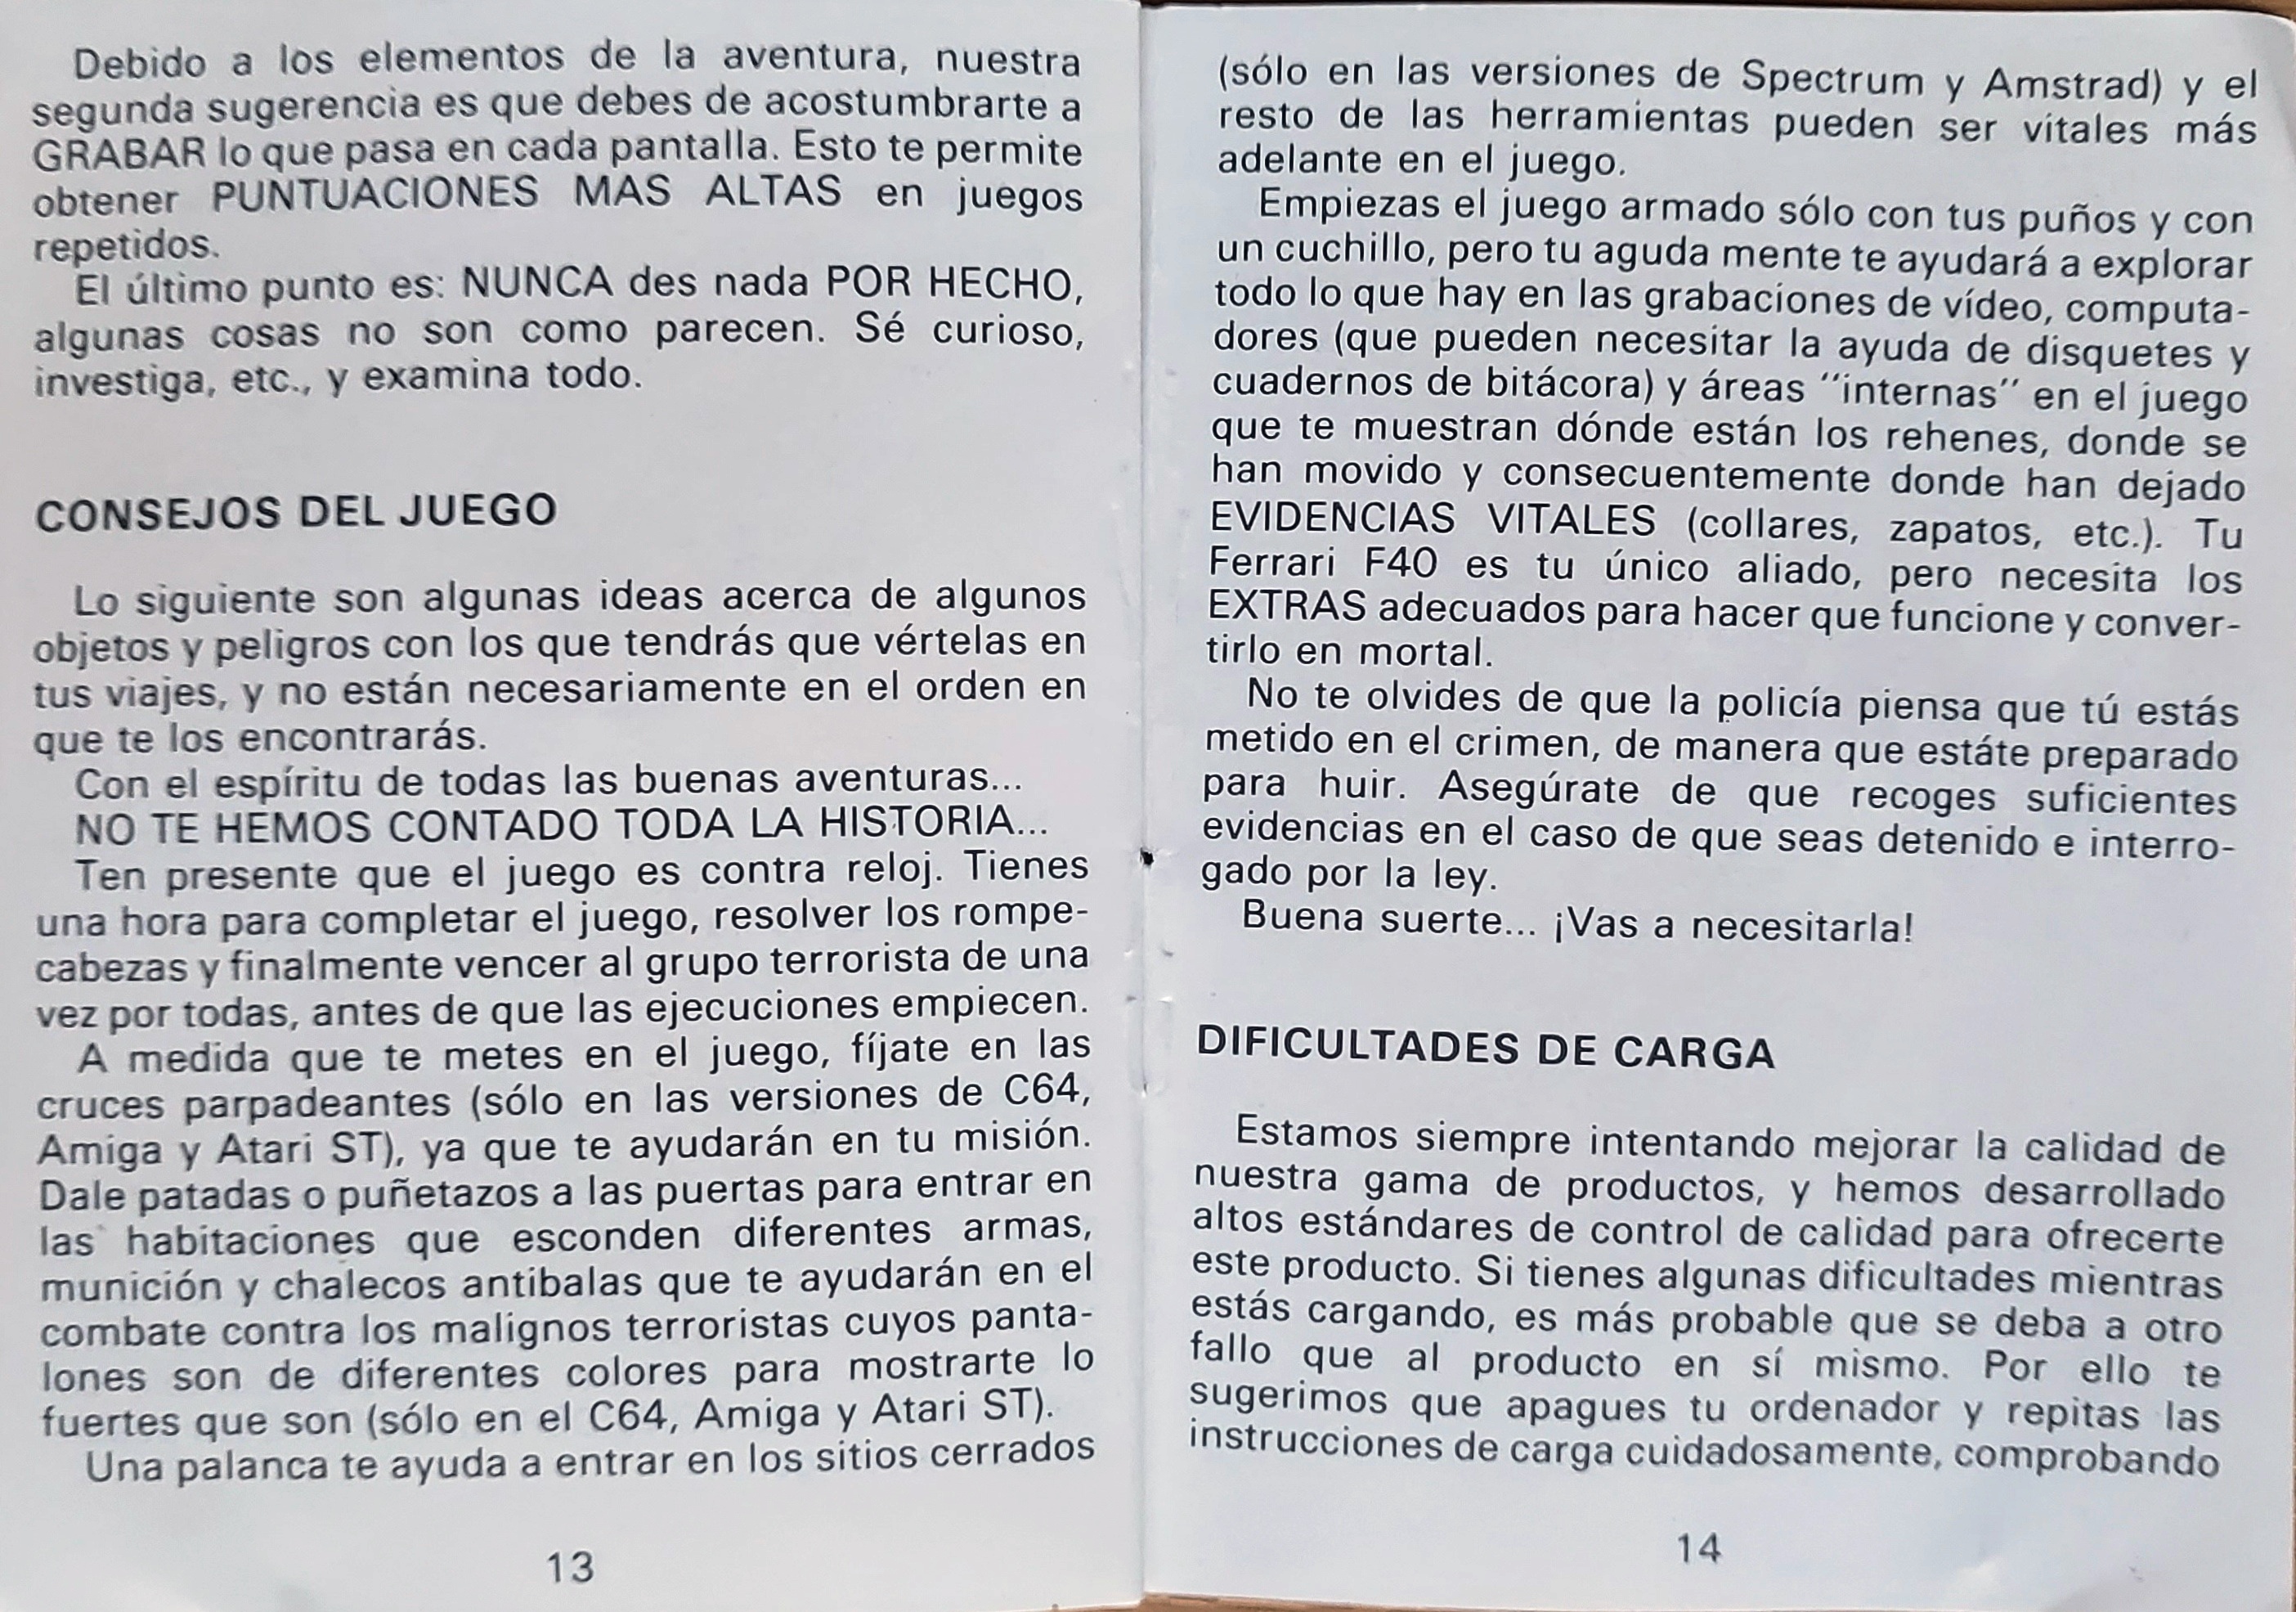 Debido a los elementos de la aventura, nuestra
segunda sugerencia es que debes de acostumbrarte a
GRABAR lo que pasa en cada pantalla. Esto te permite
obtener PUNTUACIONES MAS ALTAS en juegos
repetidos.
El último punto es: NUNCA des nada POR HECHO,
algunas cosas no son como parecen. Sé curioso,
investiga, etc., y examina todo.
CONSEJOS DEL JUEGO
Lo siguiente son algunas ideas acerca de algunos
objetos y peligros con los que tendrás que vértelas en
tus viajes, y no están necesariamente en el orden en
que te los encontrarás.
Con el espíritu de todas las buenas aventuras...
NO TE HEMOS CONTADO TODA LA HISTORIA...
Ten presente que el juego es contra reloj. Tienes
una hora para completar el juego, resolver los rompe-
cabezas y finalmente vencer al grupo terrorista de una
vez por todas, antes de que las ejecuciones empiecen.
A medida que te metes en el juego, fíjate en las
cruces parpadeantes (sólo en las versiones de C64,
Amiga y Atari ST), ya que te ayudarán en tu misión.
Dale patadas o puñetazos a las puertas para entrar en
las habitaciones que esconden diferentes armas,
munición y chalecos antibalas que te ayudarán en el
combate contra los malignos terroristas cuyos panta-
lones son de diferentes colores para mostrarte lo
fuertes que son (sólo en el C64, Amiga y Atari ST).
Una palanca te ayuda a entrar en los sitios cerrados
13
(sólo en las versiones de Spectrum y Amstrad) y el
resto de las herramientas pueden ser vitales más
adelante en el juego.
Empiezas el juego armado sólo con tus puños y con
un cuchillo, pero tu aguda mente te ayudará a explorar
todo lo que hay en las grabaciones de vídeo, computa-
dores (que pueden necesitar la ayuda de disquetes y
cuadernos de bitácora) y áreas "internas" en el juego
que te muestran dónde están los rehenes, donde se
han movido y consecuentemente donde han dejado
EVIDENCIAS VITALES (collares, zapatos, etc.). Tu
Ferrari F40 es tu único aliado, pero necesita los
EXTRAS adecuados para hacer que funcione y conver-
tirlo en mortal.
No te olvides de que la policía piensa que tú estás
metido en el crimen, de manera que estáte preparado
para huir. Asegúrate de que recoges suficientes
evidencias en el caso de que seas detenido e interro-
gado por la ley.
Buena suerte... ¡Vas a necesitarla!
DIFICULTADES DE CARGA
Estamos siempre intentando mejorar la calidad de
nuestra gama de productos, y hemos desarrollado
altos estándares de control de calidad para ofrecerte
este producto. Si tienes algunas dificultades mientras
estás cargando, es más probable que se deba a otro
fallo que al producto en sí mismo. Por ello te
sugerimos que apagues tu ordenador y repitas las
instrucciones de carga cuidadosamente, comprobando
14